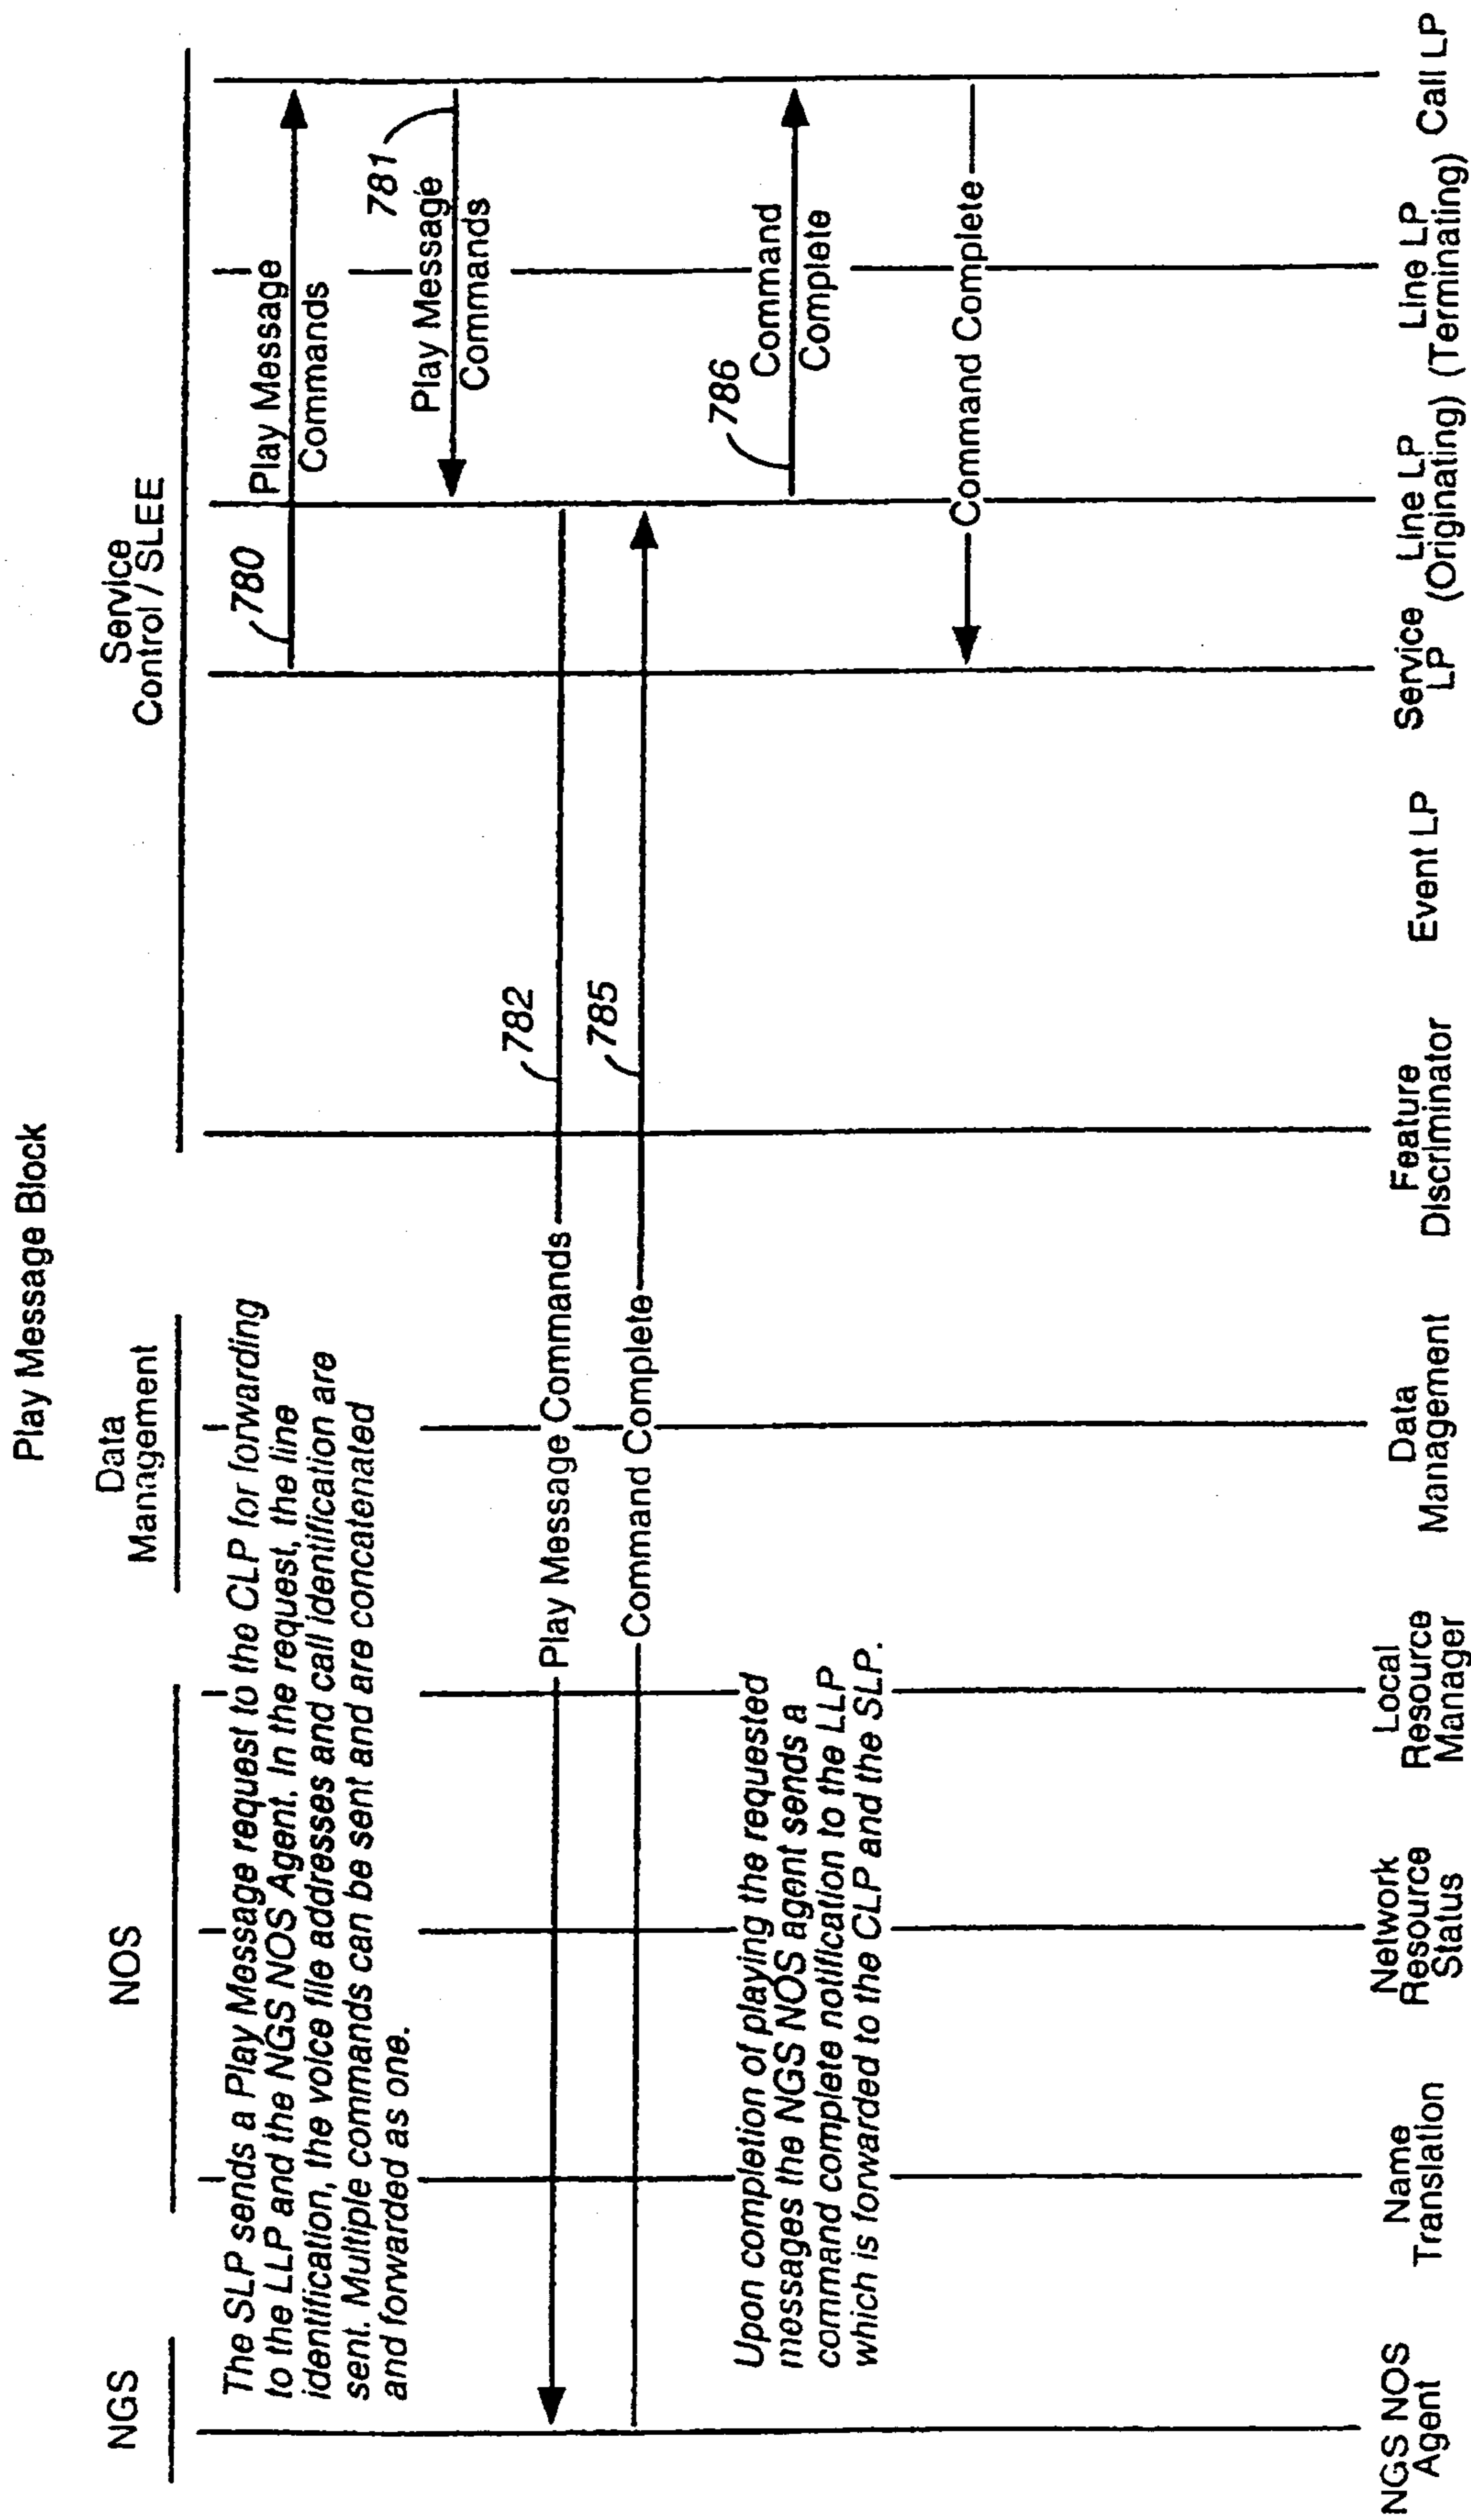 Play Message Block
NGS
NOS
Data
Management
Service
Control / SLEE
The SLP sends a Play Message request to the CLP for forwarding
to the LLP and the NGS NOS Agent. In the request, the line
identification, the voice file addresses and call identification are
sent. Multiple commands can be sent and are concatenated
and forwarded as one.
780
Play Message
Commands
781
Play Message
Commands
782
Play Message Commands
785
Command Complete
Upon completion of playing the requested
messages the NGS NOS agent sends a
command complete notification to the LLP
which is forwarded to the CLP and the SLP.
786
Command
Complete
Command Complete
NGS NOS
Agent
Name
Translation
Network
Resource
Status
Local
Resource
Manager
Data
Management
Feature
Discriminator
Event LP
Service
LP
Line LP
(Originating)
Line LP
(Terminating)
Call LP